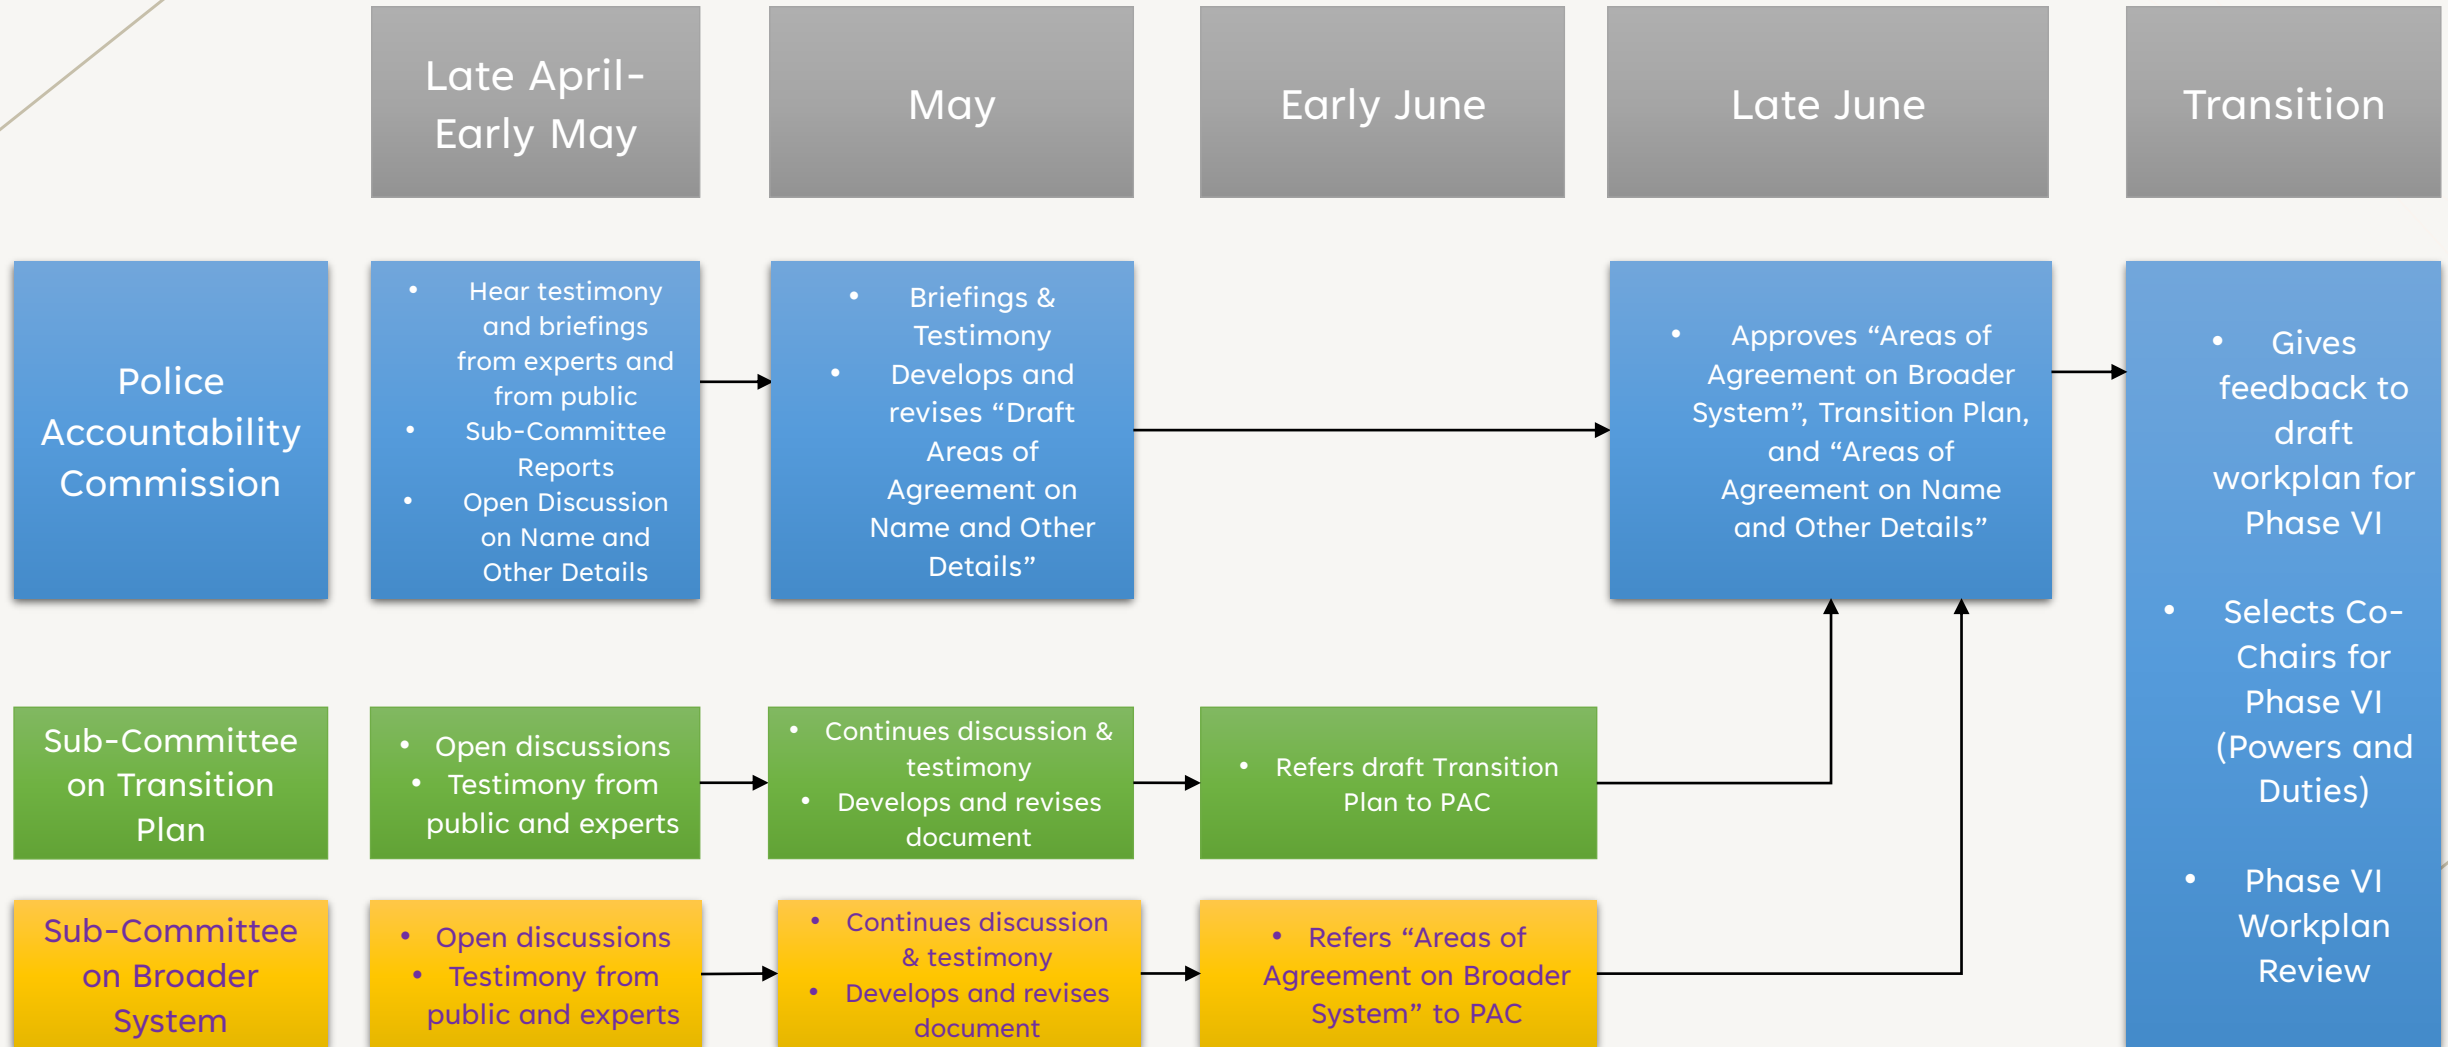 Late April-
Early May
May
Early June
Late June
Transition
Police
Accountability
Commission
• Hear testimony
and briefings
from experts and
from public
• Sub-Committee
Reports
• Open Discussion
on Name and
Other Details
• Briefings &
Testimony
• Develops and
revises “Draft
Areas of
Agreement on
Name and Other
Details”
• Approves “Areas of
Agreement on Broader
System”, Transition Plan,
and “Areas of
Agreement on Name
and Other Details”
• Gives
feedback to
draft
workplan for
Phase VI
• Selects Co-
Chairs for
Phase VI
(Powers and
Duties)
• Phase VI
Workplan
Review
Sub-Committee
on Transition
Plan
• Open discussions
• Testimony from
public and experts
• Continues discussion &
testimony
• Develops and revises
document
• Refers draft Transition
Plan to PAC
Sub-Committee
on Broader
System
• Open discussions
• Testimony from
public and experts
• Continues discussion
& testimony
• Develops and revises
document
• Refers “Areas of
Agreement on Broader
System” to PAC